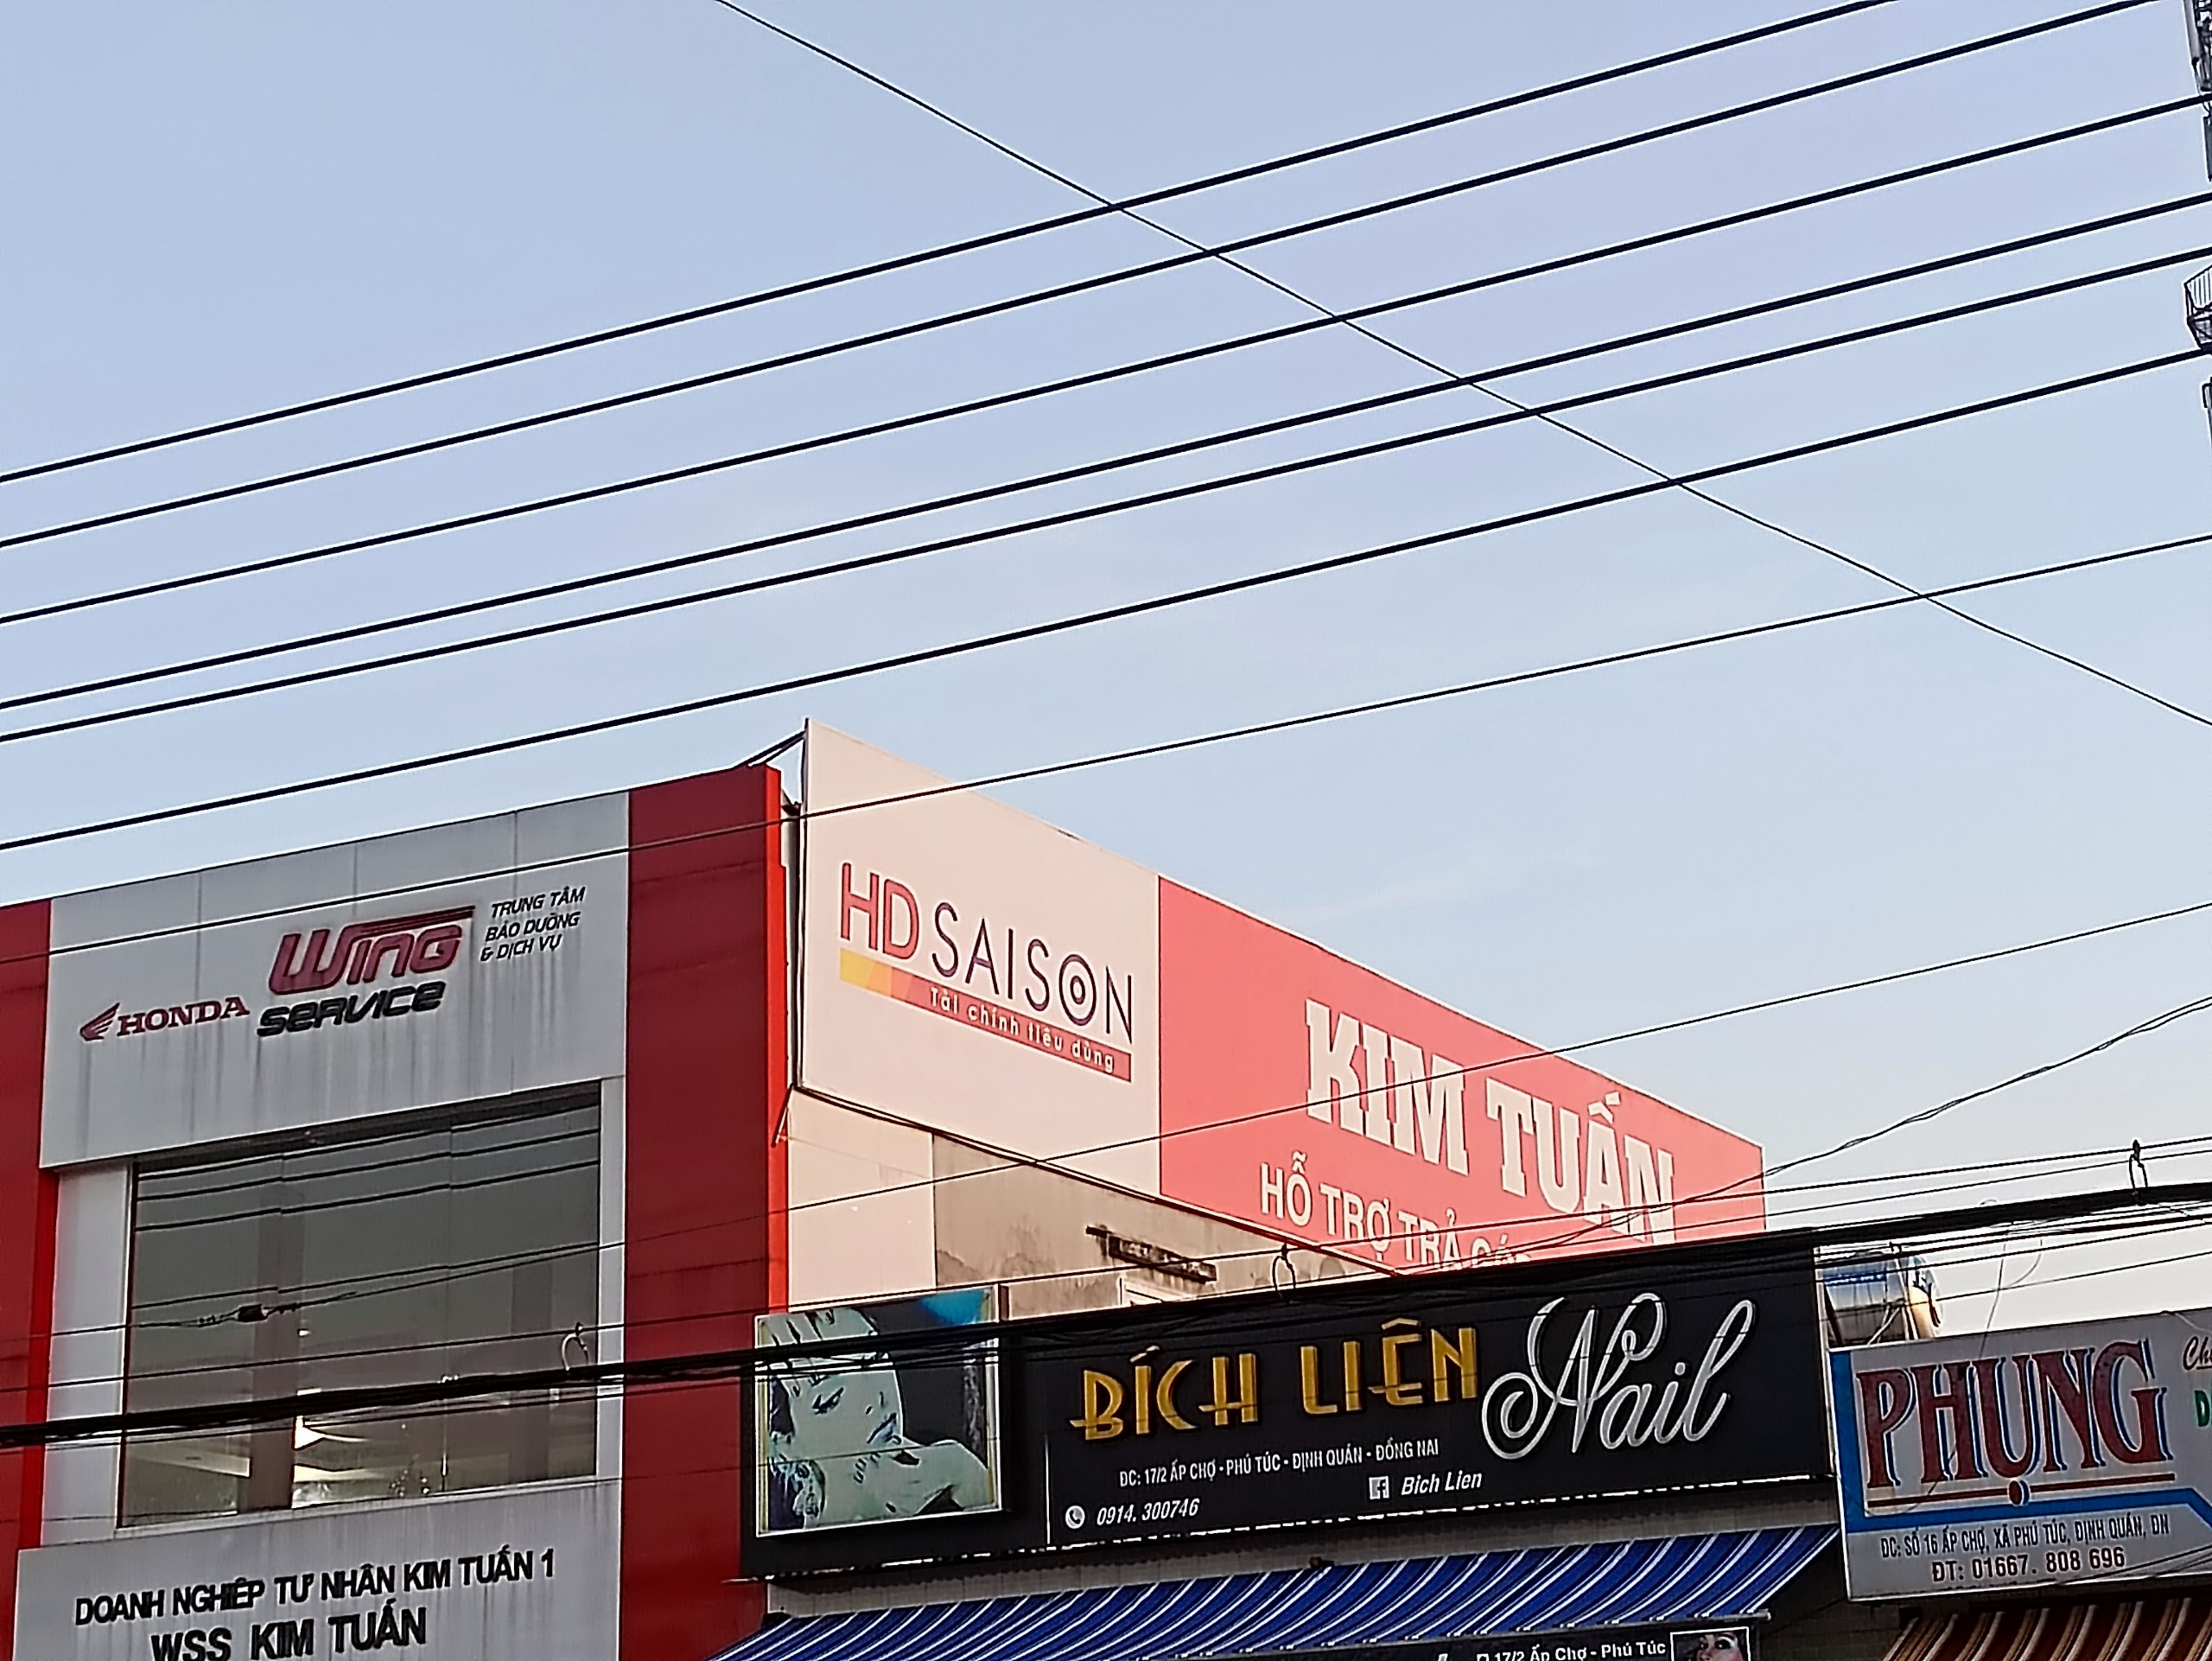 HONDA
Wing
SERVICE
TRUNG TÂM
BẢO DƯỠNG
& DỊCH VỤ
HD SAISON
Tài chính tiêu dùng
KIM TUẤN
HỖ TRỢ TRẢ GÓP
DOANH NGHIỆP TƯ NHÂN KIM TUẤN 1
WSS KIM TUẤN
BÍCH LIÊN Nail
ĐC: 17/2 ẤP CHỢ - PHÚ TÚC - ĐỊNH QUÁN - ĐỒNG NAI
0914. 300746
f Bich Lien
17/2 Ấp Chợ - Phú Túc
PHỤNG
ĐC: SỐ 16 ẤP CHỢ, XÃ PHÚ TÚC, ĐỊNH QUÁN, ĐN
ĐT: 01667. 808 696